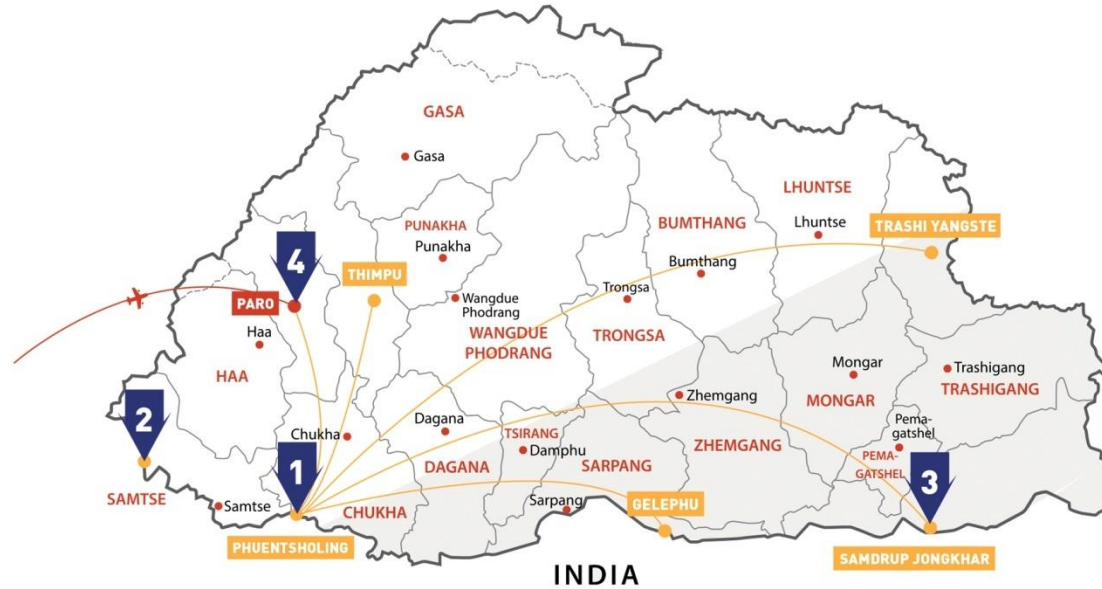 GASA
Gasa
PUNAKHA
Punakha
LHUNTSE
Lhuntse
BUMTHANG
Bumthang
TRASHI YANGSTE
4
THIMPU
PARO
Haa
HAA
Wangdue
Phodrang
WANGDUE
PHODRANG
Trongsa
TRONGSA
Mongar
MONGAR
Trashigang
TRASHIGANG
Zhemgang
ZHEMGANG
2
SAMTSE
Samtse
Chukha
1
CHUKHA
PHUENTSHOLING
Dagana
DAGANA
TSIRANG
Damphu
SARPANG
Sarpang
GELEPHU
Pema-
gatshel
PEMA-
GATSHEL
3
SAMDRUP JONGKHAR
INDIA